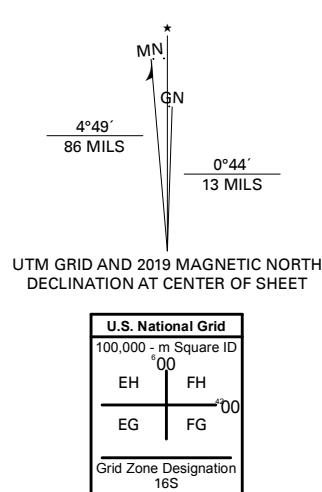 ★
MN
GN
4°49´
86 MILS
0°44´
13 MILS
UTM GRID AND 2019 MAGNETIC NORTH
DECLINATION AT CENTER OF SHEET
U.S. National Grid
100,000 - m Square ID
600
EH FH
4200
EG FG
Grid Zone Designation
16S